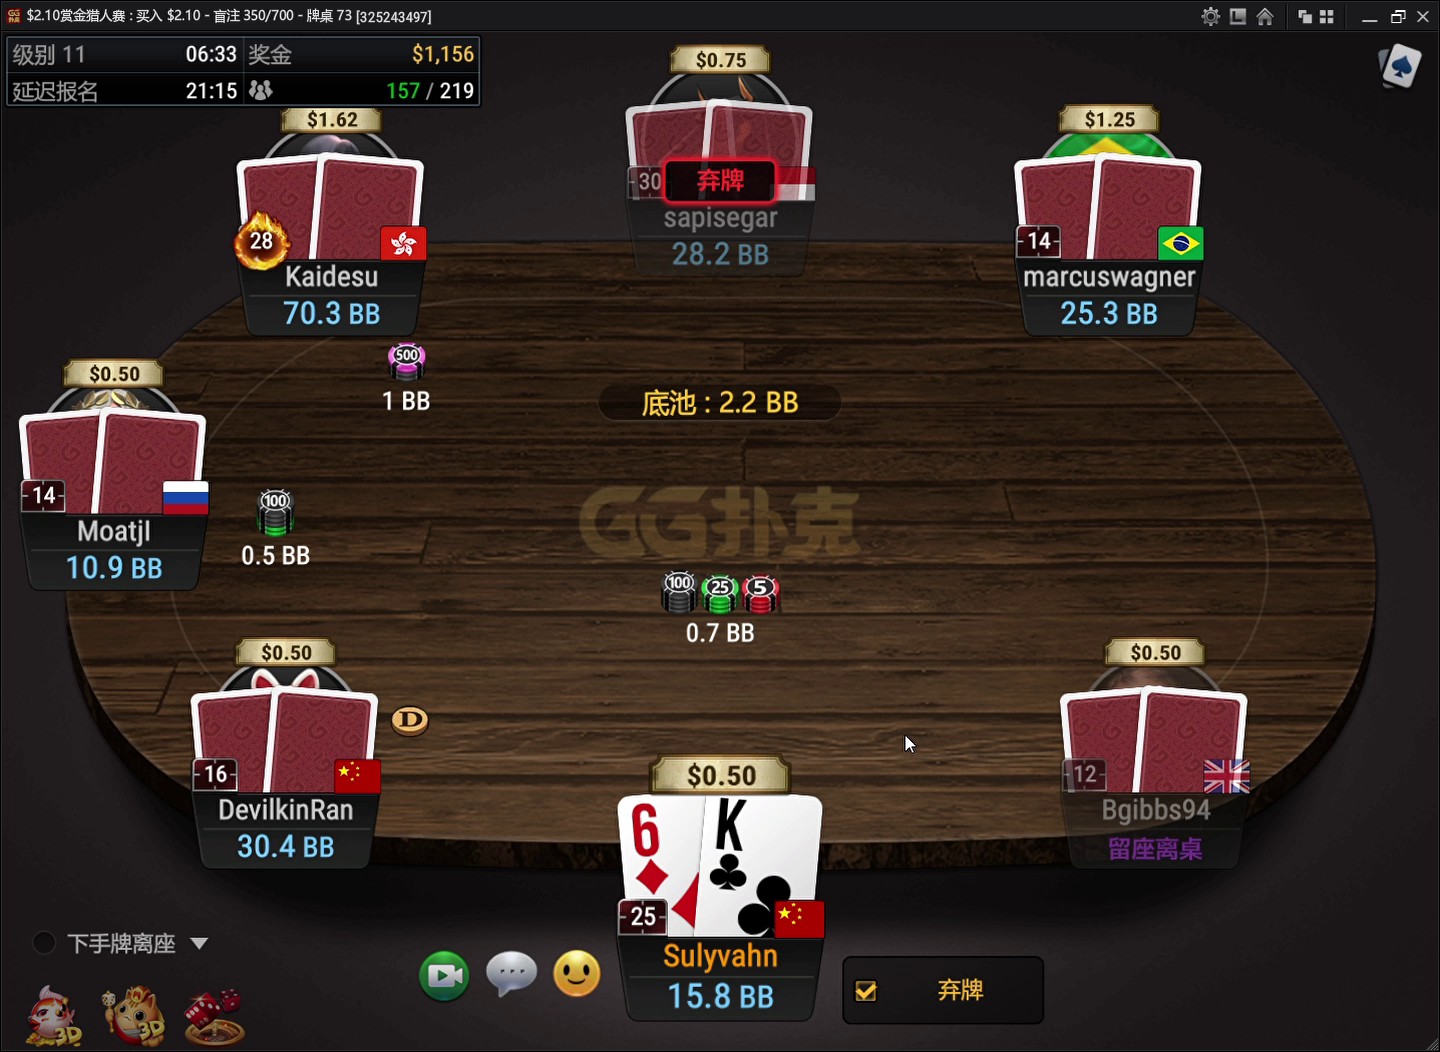 $2.10赏金猎人赛 : 买入 $2.10 - 盲注 350/700 - 牌桌 73 [325243497]
级别 11 06:33 奖金 $1,156
延迟报名 21:15 157 / 219
$0.75
$1.62
$1.25
30 弃牌
sapisegar
28.2 BB
28
Kaidesu
70.3 BB
14
marcuswagner
25.3 BB
500
1 BB
底池 : 2.2 BB
$0.50
14
Moatjl
10.9 BB
100
0.5 BB
GG扑克
100 25 5
0.7 BB
$0.50
16
D
DevilkinRan
30.4 BB
$0.50
12
Bgibbs94
留座离桌
$0.50
6 K
25
Sulyvahn
15.8 BB
下手牌离座
弃牌
3D 3D